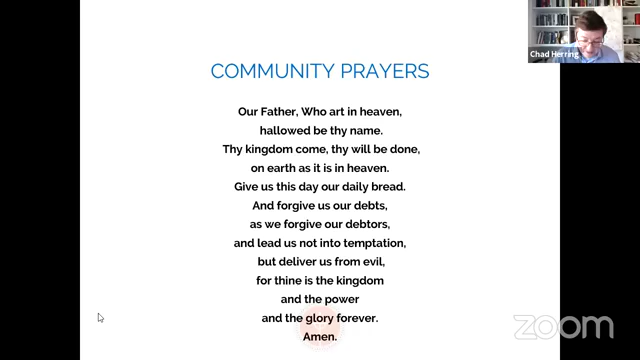 COMMUNITY PRAYERS
Our Father, Who art in heaven,
hallowed be thy name.
Thy kingdom come, thy will be done,
on earth as it is in heaven.
Give us this day our daily bread.
And forgive us our debts,
as we forgive our debtors,
and lead us not into temptation,
but deliver us from evil,
for thine is the kingdom
and the power
and the glory forever.
Amen.
Chad Herring
zoom